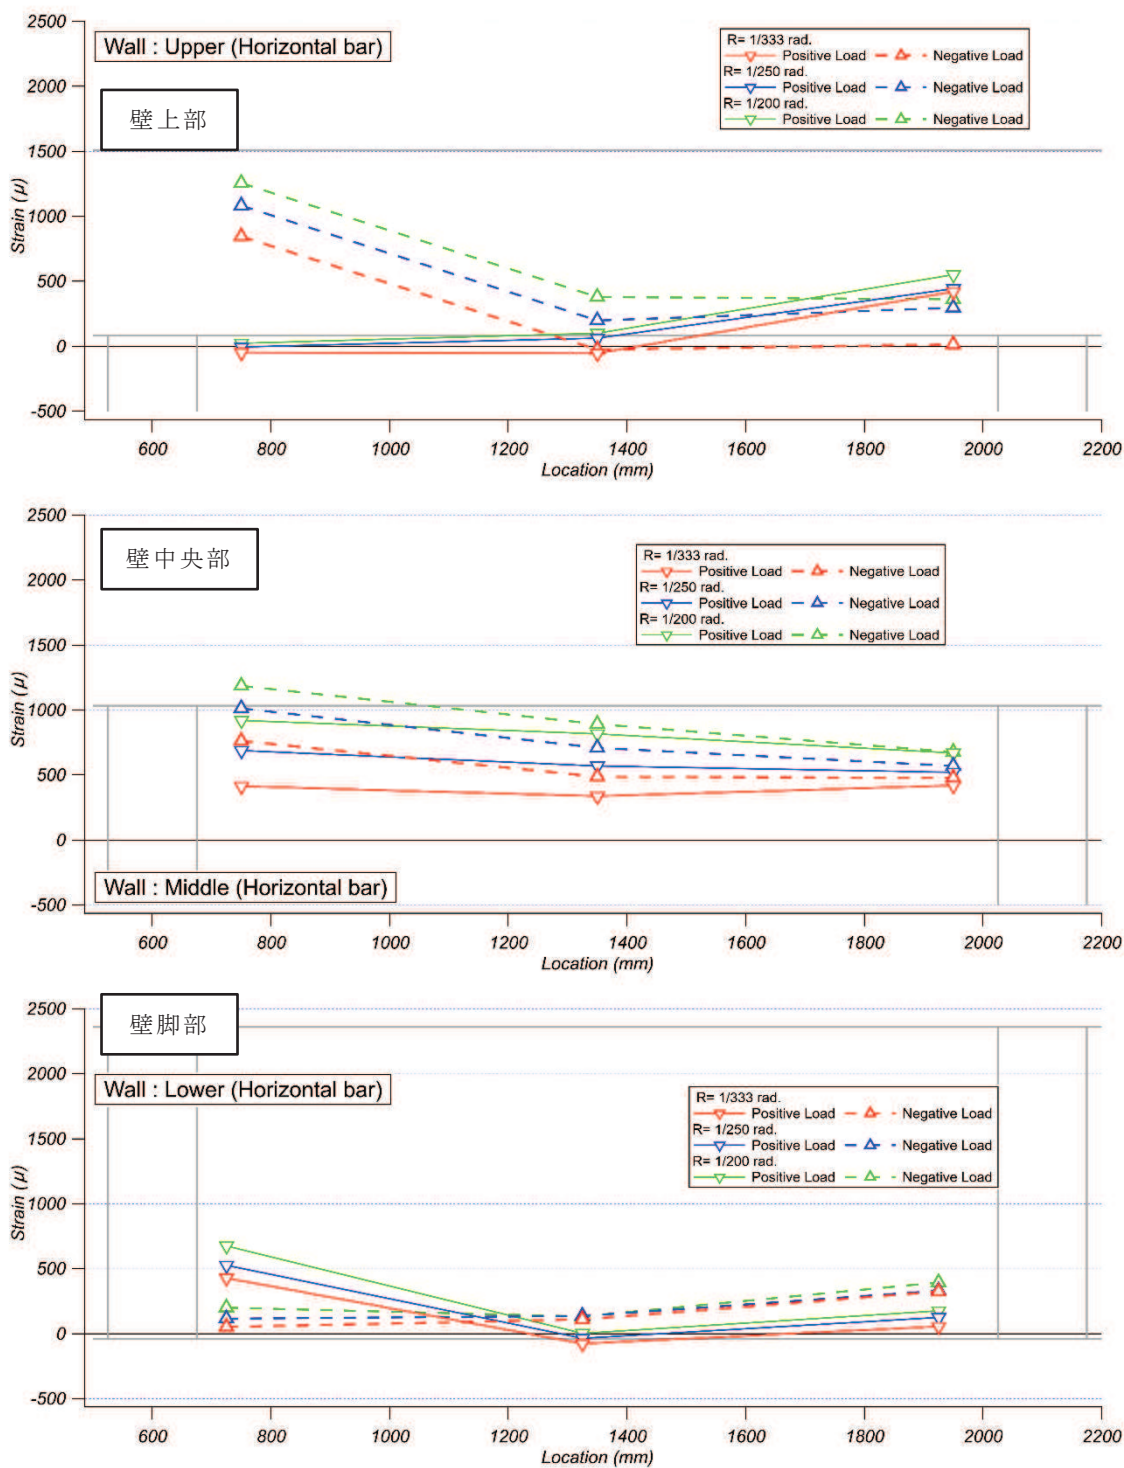 2500
Wall : Upper (Horizontal bar)
R= 1/333 rad.
Positive Load
Negative Load
R= 1/250 rad.
Positive Load
Negative Load
R= 1/200 rad.
Positive Load
Negative Load
2000
壁上部
1500
1000
500
0
-500
Strain (μ)
600 800 1000 1200 1400 1600 1800 2000 2200
Location (mm)
2500
壁中央部
R= 1/333 rad.
Positive Load
Negative Load
R= 1/250 rad.
Positive Load
Negative Load
R= 1/200 rad.
Positive Load
Negative Load
2000
1500
1000
500
0
-500
Strain (μ)
Wall : Middle (Horizontal bar)
600 800 1000 1200 1400 1600 1800 2000 2200
Location (mm)
2500
壁脚部
2000
Wall : Lower (Horizontal bar)
R= 1/333 rad.
Positive Load
Negative Load
R= 1/250 rad.
Positive Load
Negative Load
R= 1/200 rad.
Positive Load
Negative Load
1500
1000
500
0
-500
Strain (μ)
600 800 1000 1200 1400 1600 1800 2000 2200
Location (mm)